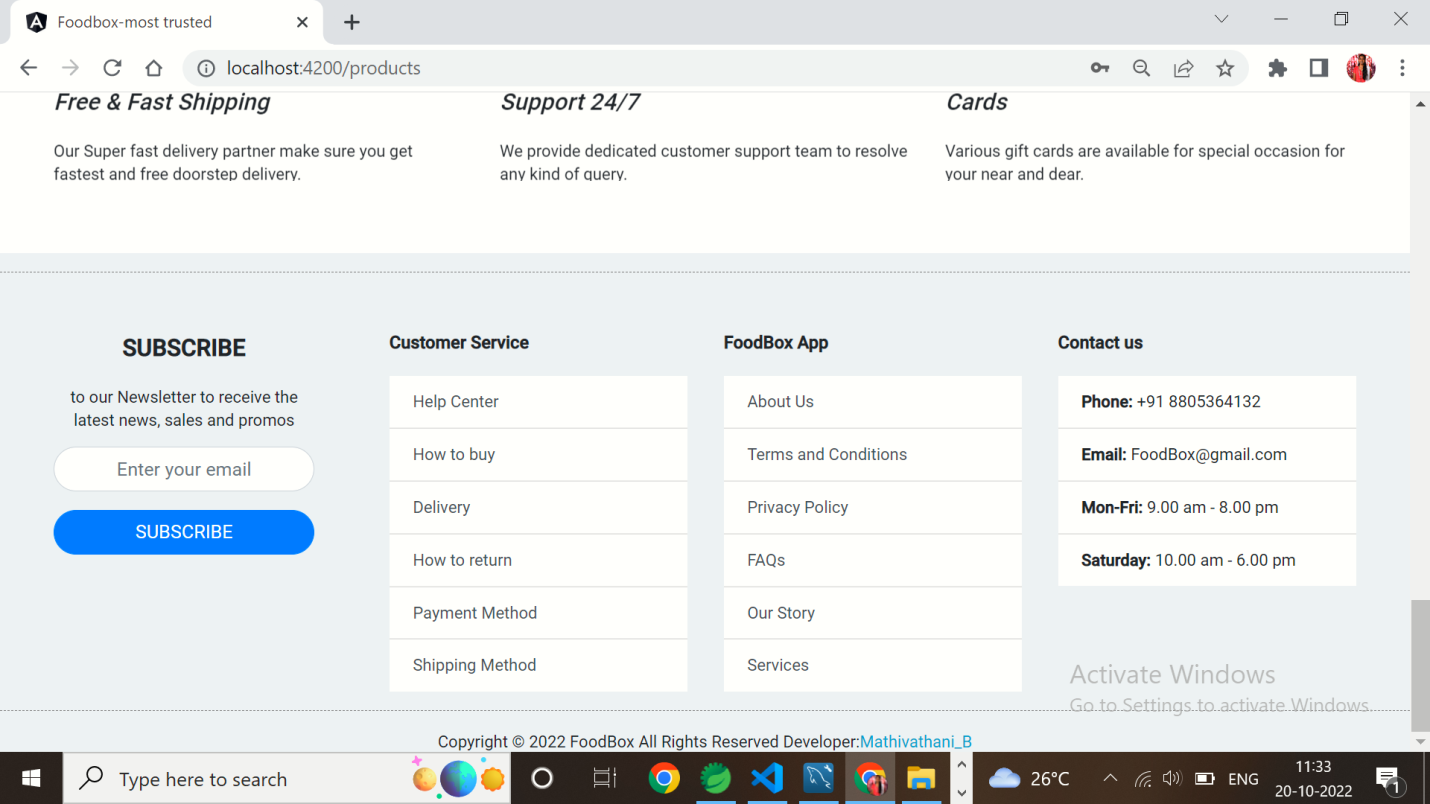 Foodbox-most trusted
localhost:4200/products
Free & Fast Shipping
Our Super fast delivery partner make sure you get
fastest and free doorstep delivery.
Support 24/7
We provide dedicated customer support team to resolve
any kind of query.
Cards
Various gift cards are available for special occasion for
your near and dear.
SUBSCRIBE
to our Newsletter to receive the
latest news, sales and promos
Enter your email
SUBSCRIBE
Customer Service
Help Center
How to buy
Delivery
How to return
Payment Method
Shipping Method
FoodBox App
About Us
Terms and Conditions
Privacy Policy
FAQs
Our Story
Services
Contact us
Phone: +91 8805364132
Email: FoodBox@gmail.com
Mon-Fri: 9.00 am - 8.00 pm
Saturday: 10.00 am - 6.00 pm
Activate Windows
Go to Settings to activate Windows.
Copyright © 2022 FoodBox All Rights Reserved Developer:Mathivathani_B
Type here to search
26°C
ENG
11:33
20-10-2022
1